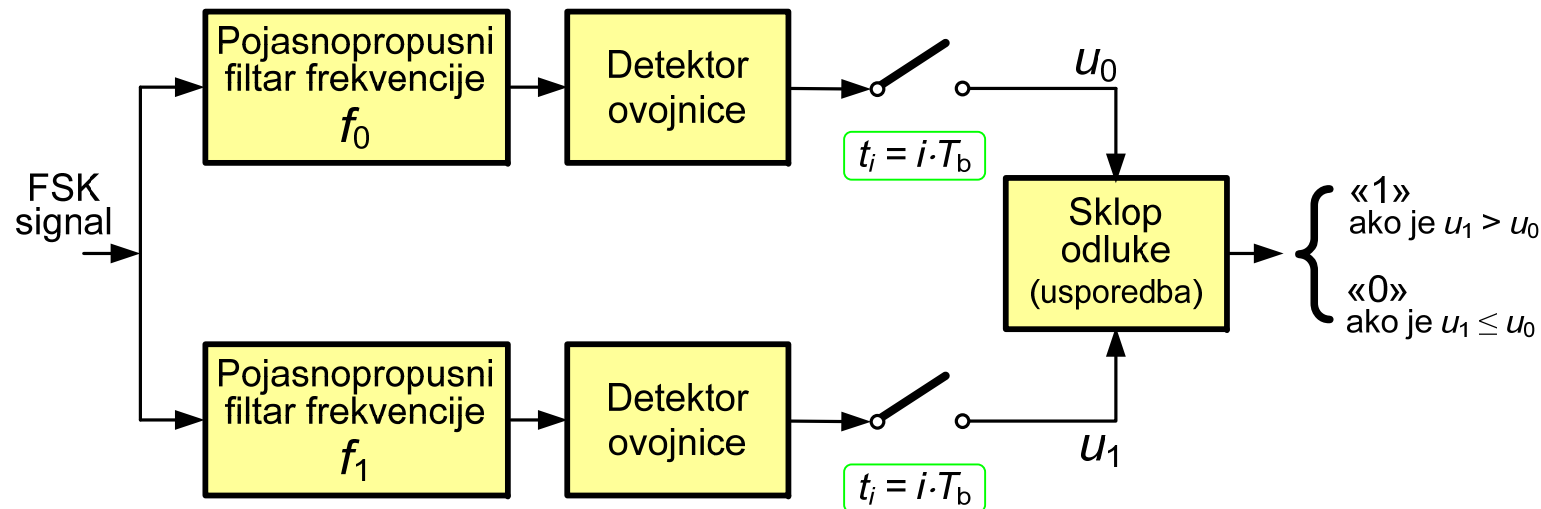 Pojasnopropusni
filtar frekvencije
f0
Detektor
ovojnice
u0
ti = i·Tb
FSK
signal
Sklop
odluke
(usporedba)
«1»
ako je u1 > u0
«0»
ako je u1 ≤ u0
Pojasnopropusni
filtar frekvencije
f1
Detektor
ovojnice
u1
ti = i·Tb